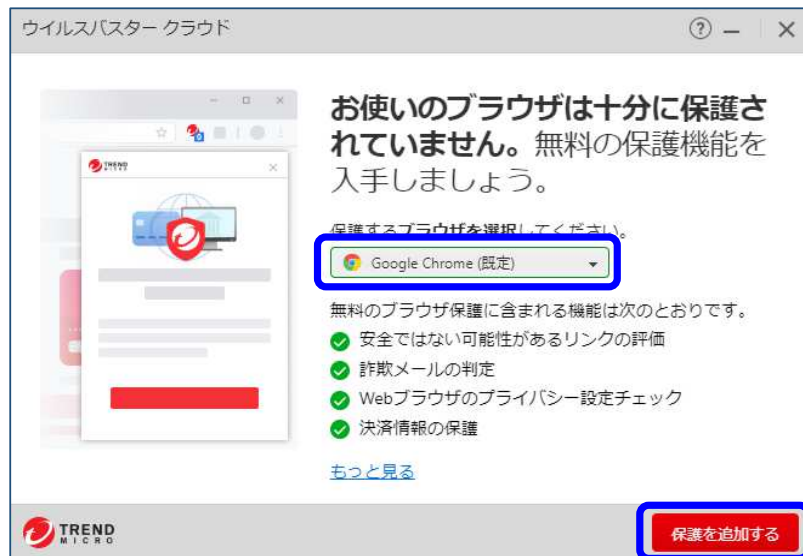 ウイルスバスター クラウド
TREND
MICRO
お使いのブラウザは十分に保護さ
れていません。無料の保護機能を
入手しましょう。
保護するブラウザを選択してください。
Google Chrome (既定)
無料のブラウザ保護に含まれる機能は次のとおりです。
安全ではない可能性があるリンクの評価
詐欺メールの判定
Webブラウザのプライバシー設定チェック
決済情報の保護
もっと見る
TREND
MICRO
保護を追加する